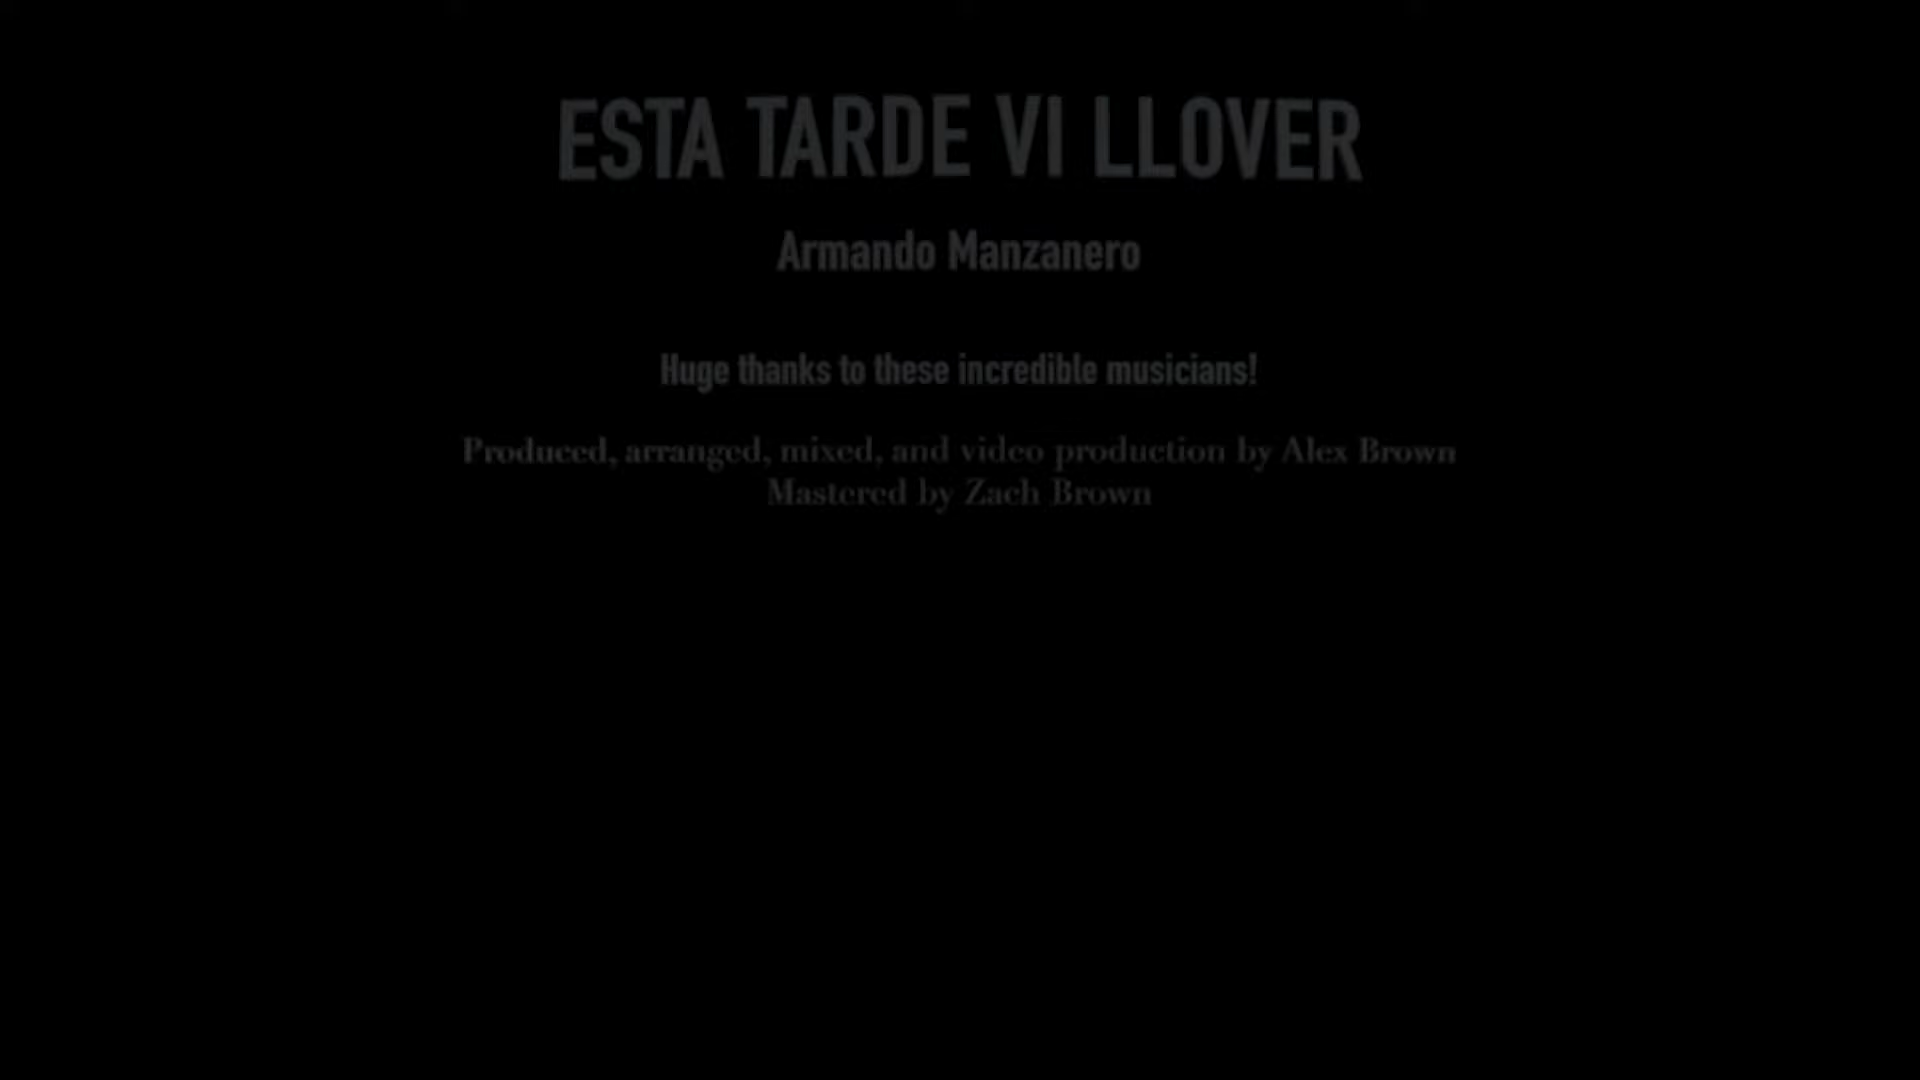 ESTA TARDE VI LLOVER
Armando Manzanero
Huge thanks to these incredible musicians!
Produced, arranged, mixed, and video production by Alex Brown
Mastered by Zach Brown